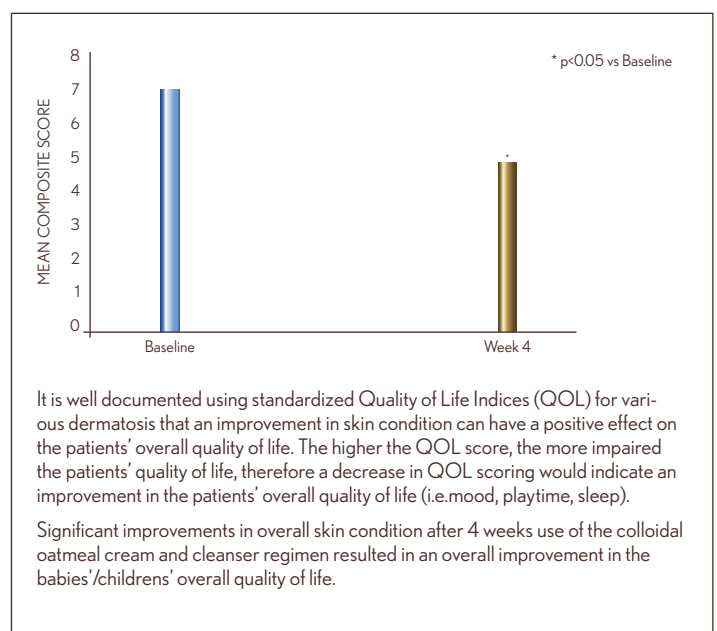 8
* p<0.05 vs Baseline
7
6
5
*
4
3
2
1
0
MEAN COMPOSITE SCORE
Baseline
Week 4
It is well documented using standardized Quality of Life Indices (QOL) for vari-
ous dermatosis that an improvement in skin condition can have a positive effect on
the patients' overall quality of life. The higher the QOL score, the more impaired
the patients' quality of life, therefore a decrease in QOL scoring would indicate an
improvement in the patients' overall quality of life (i.e.mood, playtime, sleep).
Significant improvements in overall skin condition after 4 weeks use of the colloidal
oatmeal cream and cleanser regimen resulted in an overall improvement in the
babies'/childrens' overall quality of life.